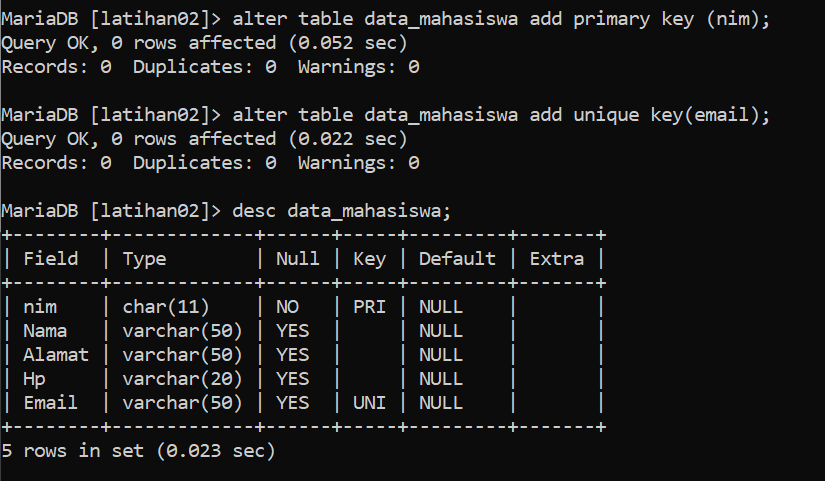 MariaDB [latihan02]> alter table data_mahasiswa add primary key (nim);
Query OK, 0 rows affected (0.052 sec)
Records: 0  Duplicates: 0  Warnings: 0

MariaDB [latihan02]> alter table data_mahasiswa add unique key(email);
Query OK, 0 rows affected (0.022 sec)
Records: 0  Duplicates: 0  Warnings: 0

MariaDB [latihan02]> desc data_mahasiswa;
+--------+-------------+------+-----+---------+-------+
| Field  | Type        | Null | Key | Default | Extra |
+--------+-------------+------+-----+---------+-------+
| nim    | char(11)    | NO   | PRI | NULL    |       |
| Nama   | varchar(50) | YES  |     | NULL    |       |
| Alamat | varchar(50) | YES  |     | NULL    |       |
| Hp     | varchar(20) | YES  |     | NULL    |       |
| Email  | varchar(50) | YES  | UNI | NULL    |       |
+--------+-------------+------+-----+---------+-------+
5 rows in set (0.023 sec)